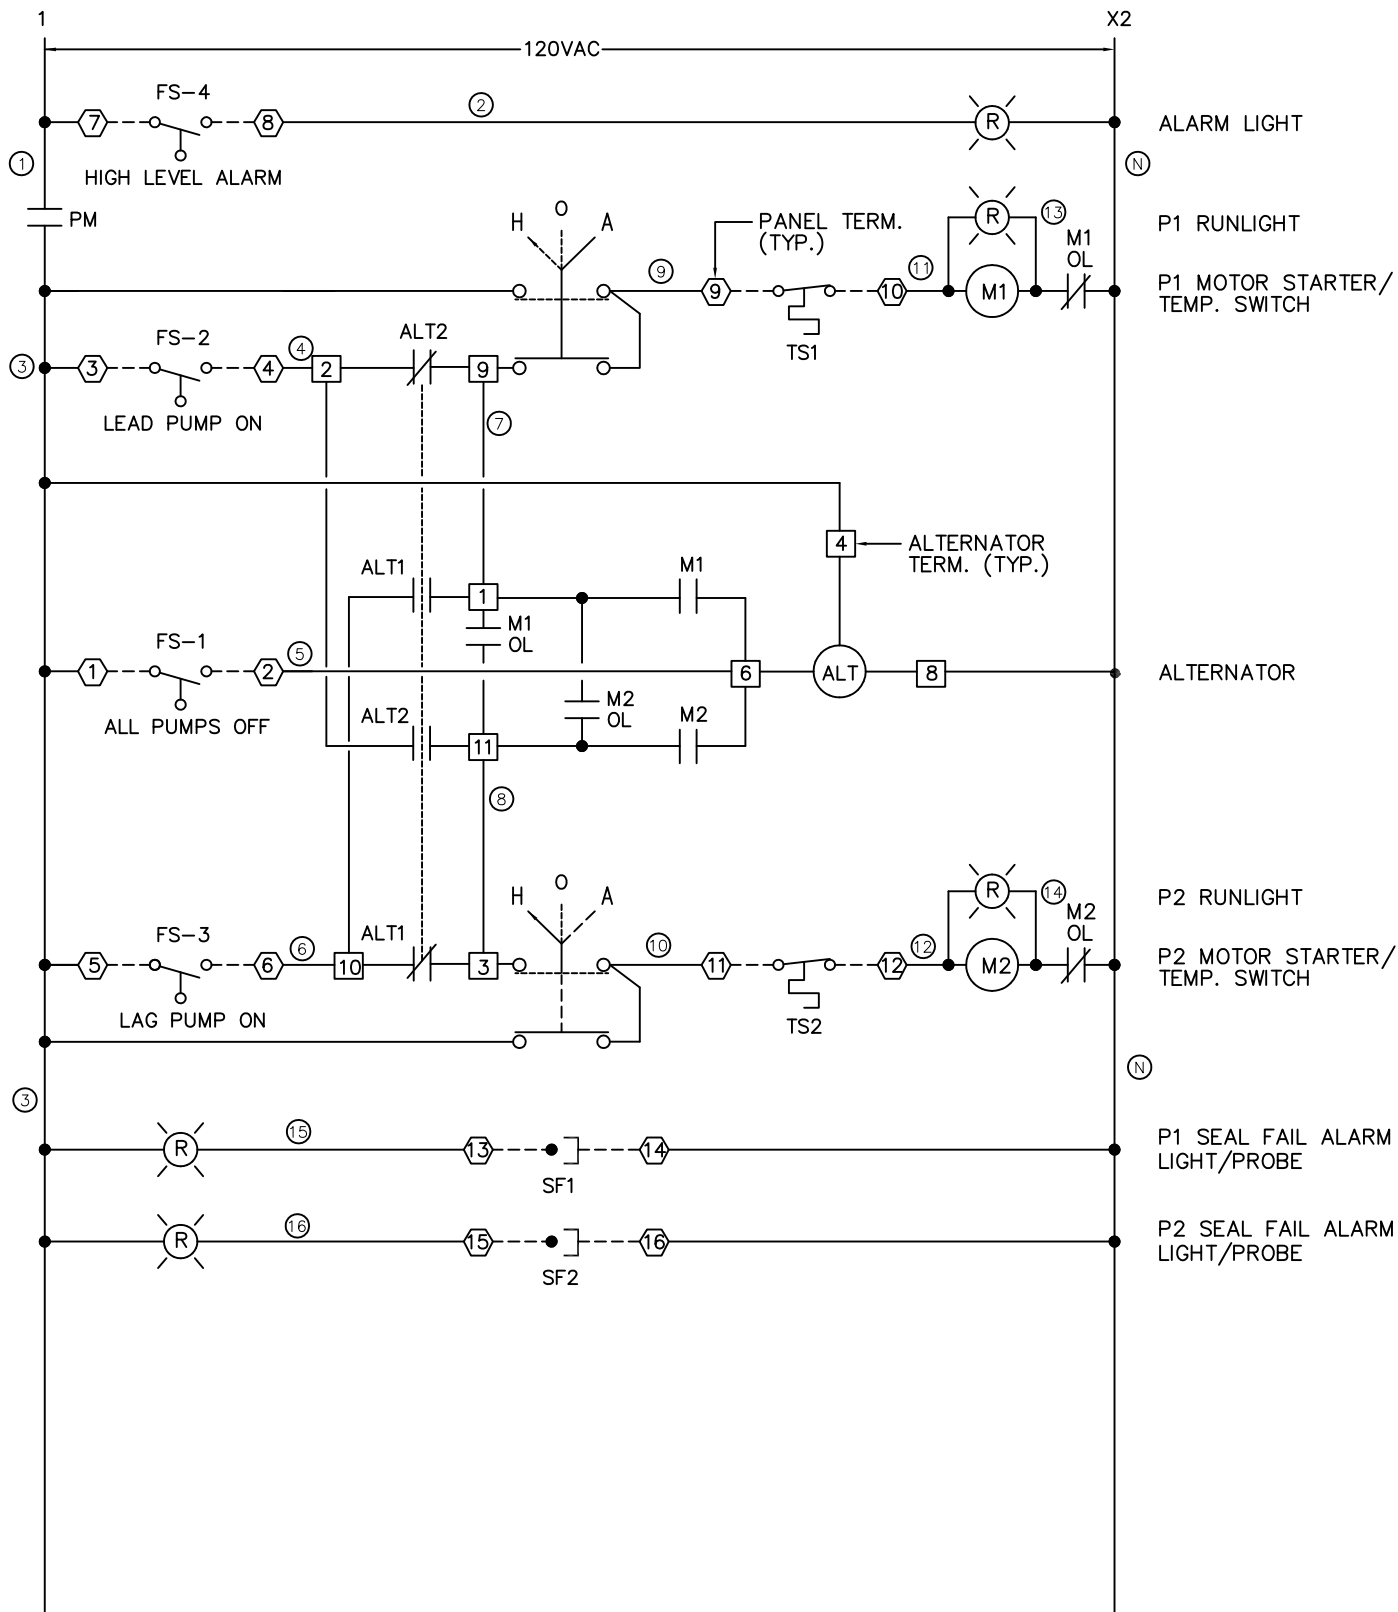 1
X2
120VAC
FS-4
2
7
8
R
ALARM LIGHT
1
N
HIGH LEVEL ALARM
PM
H O A
PANEL TERM.
(TYP.)
R
13
P1 RUNLIGHT
M1
OL
9
9
10
11
M1
P1 MOTOR STARTER/
TEMP. SWITCH
TS1
FS-2
ALT2
3
3
4
4
2
9
LEAD PUMP ON
7
4
ALTERNATOR
TERM. (TYP.)
ALT1
1
M1
M1
OL
FS-1
5
1
2
6
ALT
8
ALTERNATOR
ALL PUMPS OFF
M2
OL
ALT2
11
M2
8
H O A
R
14
P2 RUNLIGHT
M2
OL
FS-3
5
6
6
10
ALT1
3
10
11
12
12
M2
P2 MOTOR STARTER/
TEMP. SWITCH
LAG PUMP ON
TS2
N
3
R
15
13
14
SF1
P1 SEAL FAIL ALARM
LIGHT/PROBE
R
16
15
16
SF2
P2 SEAL FAIL ALARM
LIGHT/PROBE